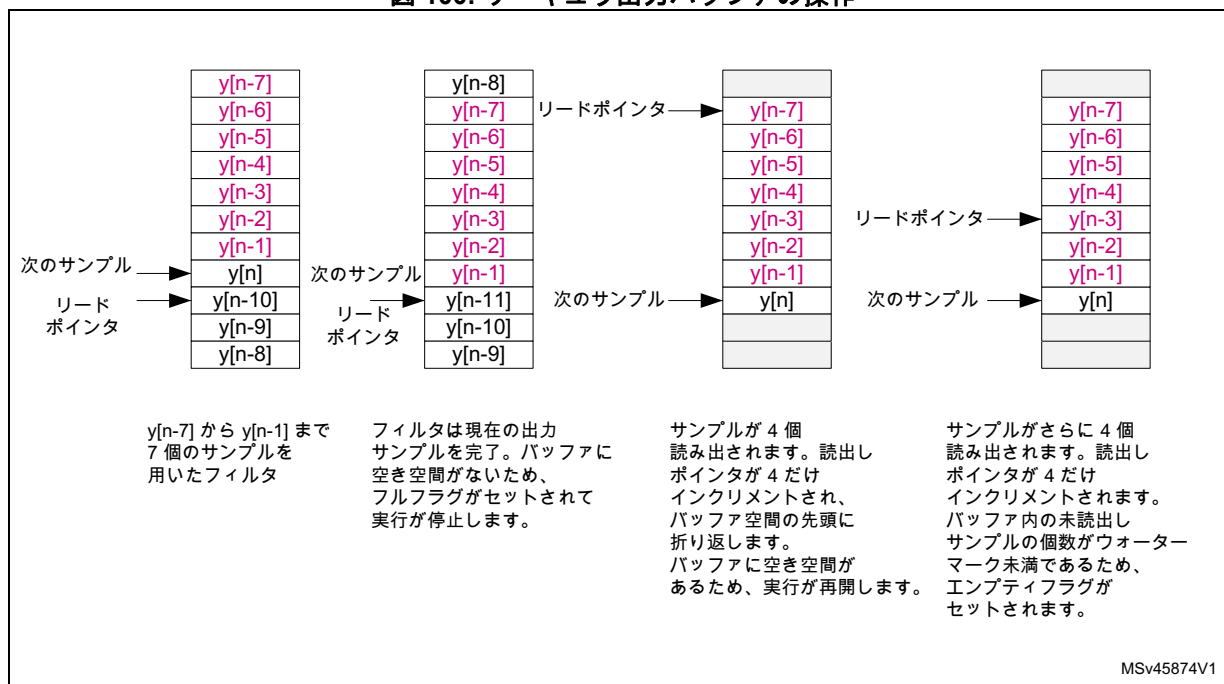 y[n-7]
y[n-6]
y[n-5]
y[n-4]
y[n-3]
y[n-2]
y[n-1]
次のサンプル
y[n]
リード
ポインタ
y[n-10]
y[n-9]
y[n-8]
y[n-7] から y[n-1] まで
7 個のサンプルを
用いたフィルタ
y[n-8]
y[n-7]
y[n-6]
y[n-5]
y[n-4]
y[n-3]
y[n-2]
次のサンプル
y[n-1]
リード
ポインタ
y[n-11]
y[n-10]
y[n-9]
フィルタは現在の出力
サンプルを完了。バッファに
空き空間がないため、
フルフラグがセットされて
実行が停止します。
リードポインタ
y[n-7]
y[n-6]
y[n-5]
y[n-4]
y[n-3]
y[n-2]
y[n-1]
次のサンプル
y[n]
サンプルが 4 個
読み出されます。読出し
ポインタが 4 だけ
インクリメントされ、
バッファ空間の先頭に
折り返します。
バッファに空き空間が
あるため、実行が再開します。
y[n-7]
y[n-6]
y[n-5]
y[n-4]
リードポインタ
y[n-3]
y[n-2]
y[n-1]
次のサンプル
y[n]
サンプルがさらに 4 個
読み出されます。読出し
ポインタが 4 だけ
インクリメントされます。
バッファ内の未読出し
サンプルの個数がウォーター
マーク未満であるため、
エンプティフラグが
セットされます。
MSv45874V1